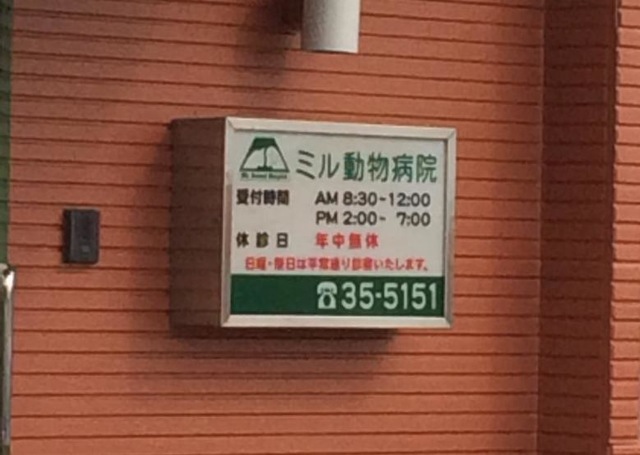 ミル動物病院
受付時間 AM 8:30-12:00
PM 2:00- 7:00
休診日 年中無休
日曜・祭日は平常通り診察いたします。
☎35-5151